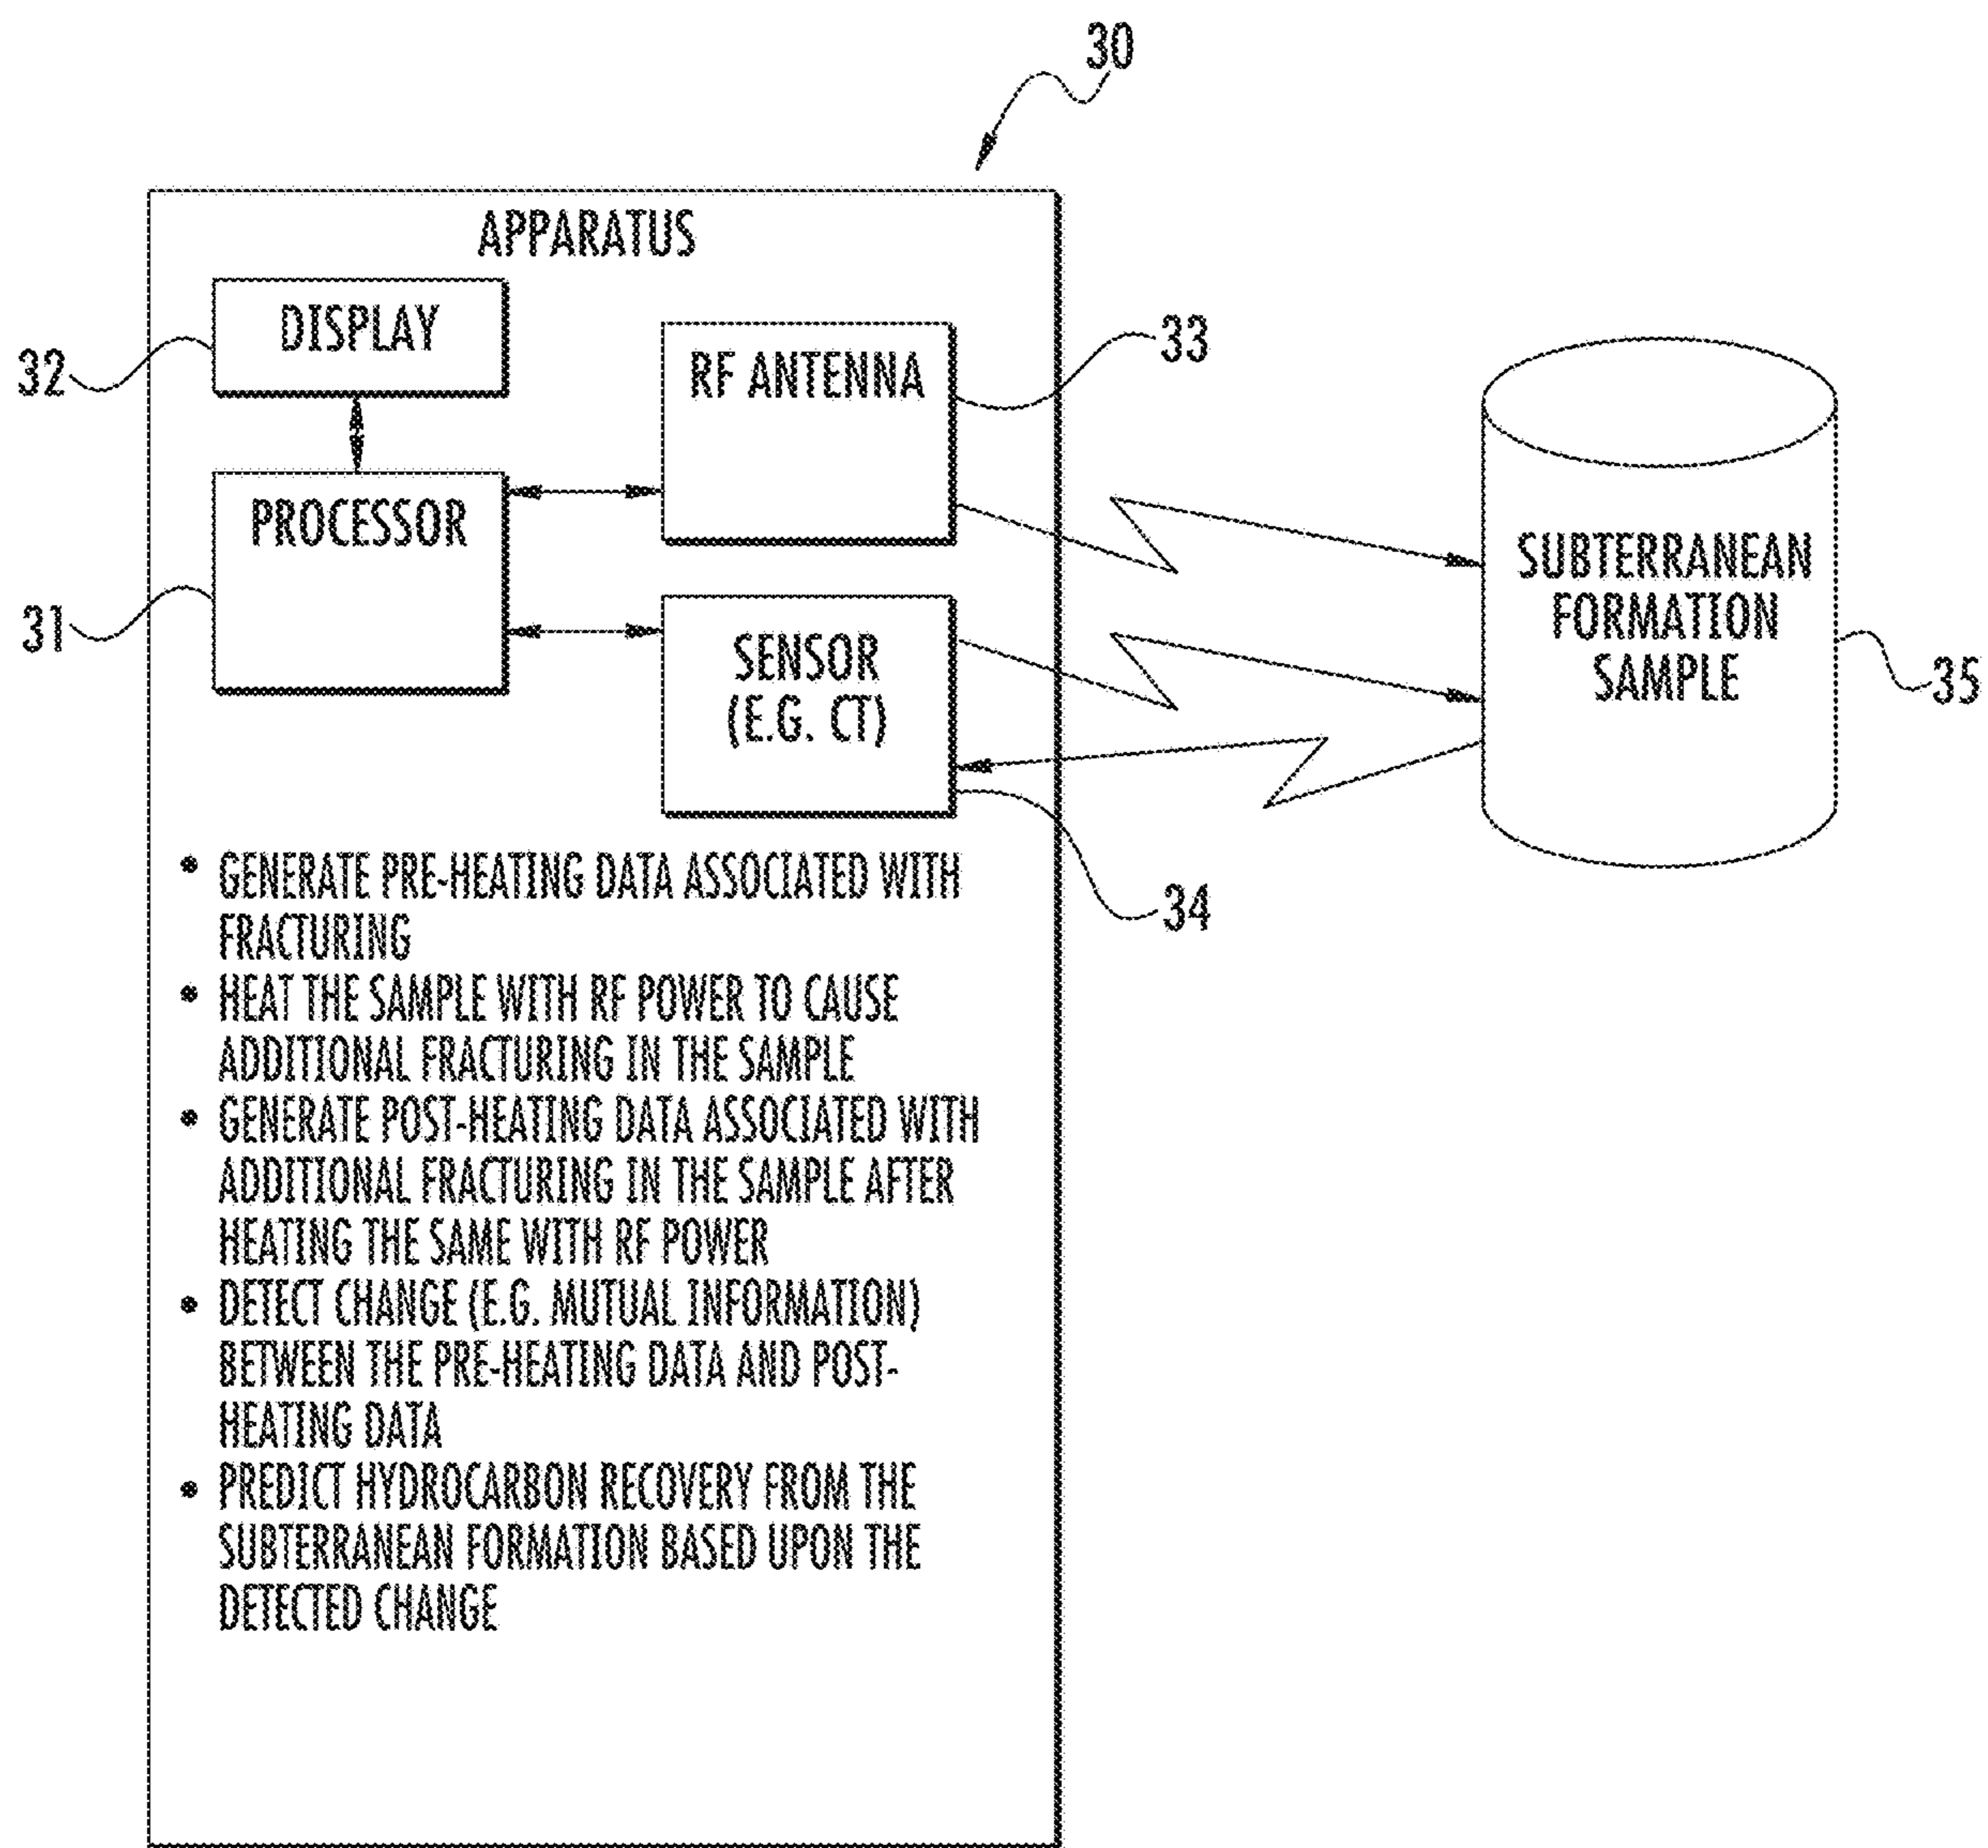 30
APPARATUS
DISPLAY
32
RF ANTENNA
33
PROCESSOR
31
SENSOR
(E.G. CT)
34
SUBTERRANEAN
FORMATION
SAMPLE
35
• GENERATE PRE-HEATING DATA ASSOCIATED WITH
FRACTURING
• HEAT THE SAMPLE WITH RF POWER TO CAUSE
ADDITIONAL FRACTURING IN THE SAMPLE
• GENERATE POST-HEATING DATA ASSOCIATED WITH
ADDITIONAL FRACTURING IN THE SAMPLE AFTER
HEATING THE SAME WITH RF POWER
• DETECT CHANGE (E.G. MUTUAL INFORMATION)
BETWEEN THE PRE-HEATING DATA AND POST-
HEATING DATA
• PREDICT HYDROCARBON RECOVERY FROM THE
SUBTERRANEAN FORMATION BASED UPON THE
DETECTED CHANGE